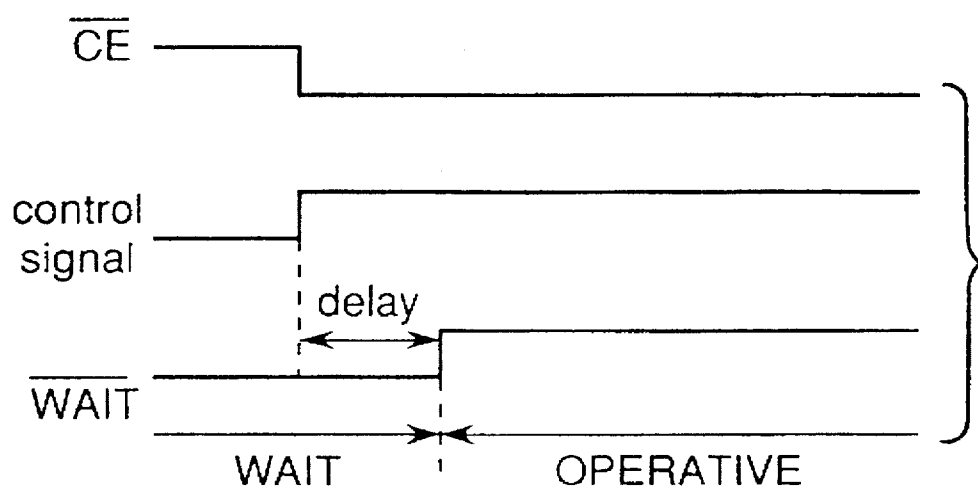 CE
control
signal
delay
WAIT
WAIT OPERATIVE